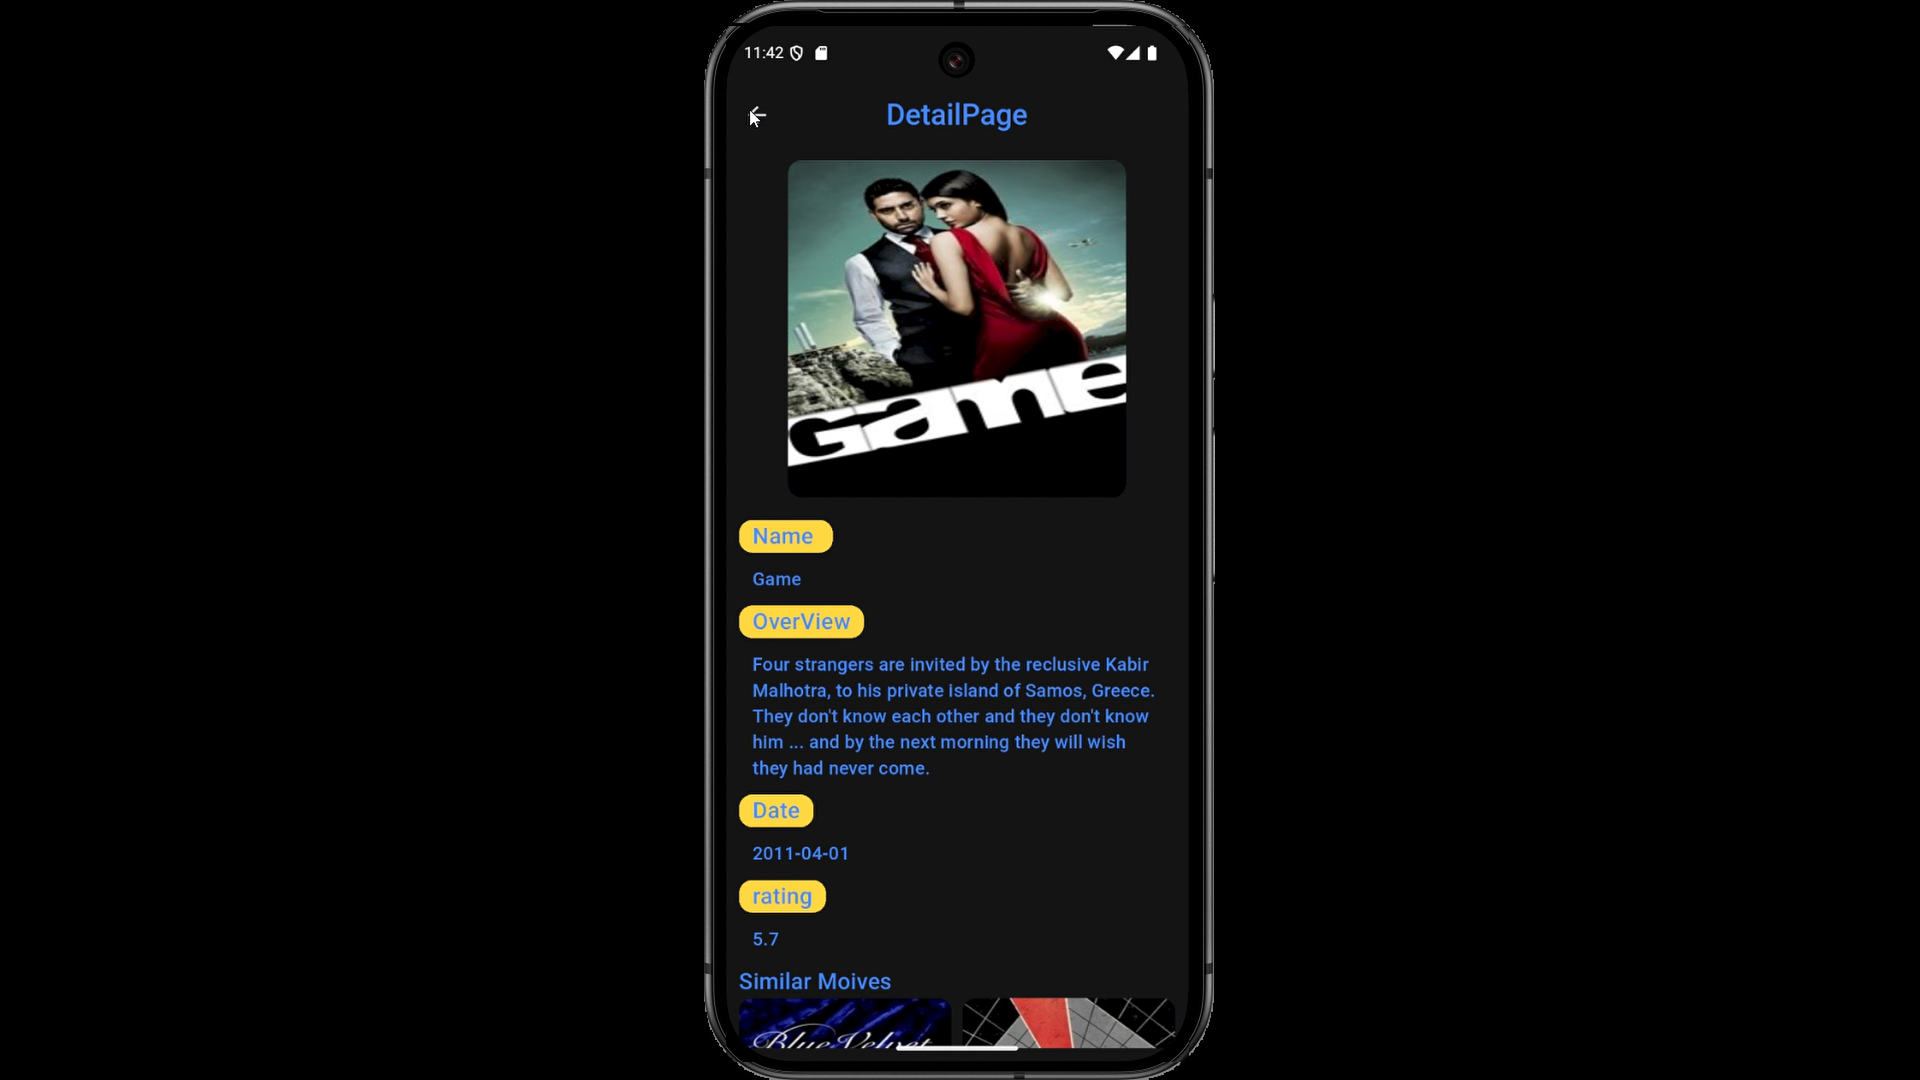 11:42
DetailPage
Game
Name
Game
OverView
Four strangers are invited by the reclusive Kabir
Malhotra, to his private island of Samos, Greece.
They don't know each other and they don't know
him ... and by the next morning they will wish
they had never come.
Date
2011-04-01
rating
5.7
Similar Moives
Blue Velvet